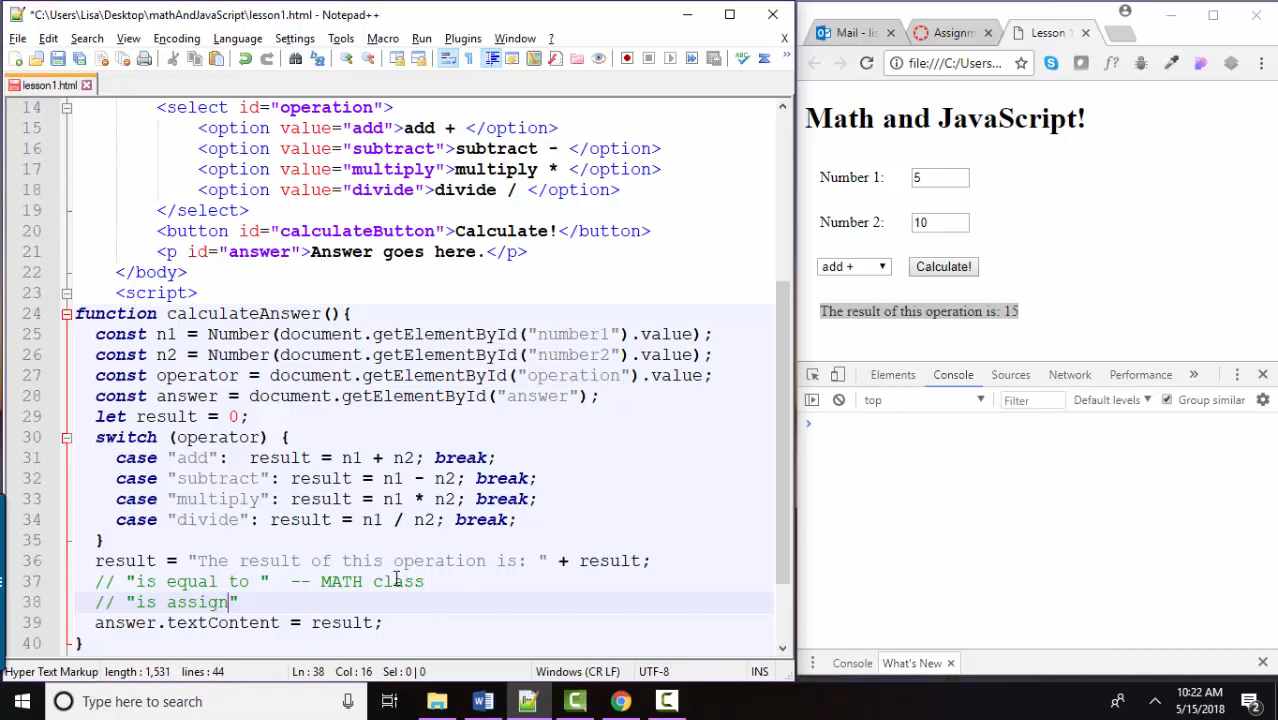 *C:\Users\Lisa\Desktop\mathAndJavaScript\lesson1.html - Notepad++
File Edit Search View Encoding Language Settings Tools Macro Run Plugins Window ? X
lesson1.html
14 <select id="operation">
15 <option value="add">add + </option>
16 <option value="subtract">subtract - </option>
17 <option value="multiply">multiply * </option>
18 <option value="divide">divide / </option>
19 </select>
20 <button id="calculateButton">Calculate!</button>
21 <p id="answer">Answer goes here.</p>
22 </body>
23 <script>
24 function calculateAnswer(){
25 const n1 = Number(document.getElementById("number1").value);
26 const n2 = Number(document.getElementById("number2").value);
27 const operator = document.getElementById("operation").value;
28 const answer = document.getElementById("answer");
29 let result = 0;
30 switch (operator) {
31 case "add": result = n1 + n2; break;
32 case "subtract": result = n1 - n2; break;
33 case "multiply": result = n1 * n2; break;
34 case "divide": result = n1 / n2; break;
35 }
36 result = "The result of this operation is: " + result;
37 // "is equal to " -- MATH class
38 // "is assign"
39 answer.textContent = result;
40 }
Hyper Text Markup length : 1,531 lines : 44 Ln : 38 Col : 16 Sel : 0 | 0 Windows (CR LF) UTF-8 INS
Mail - lis Assignm Lesson 1
file:///C:/Users... f?
Math and JavaScript!
Number 1: 5
Number 2: 10
add + Calculate!
The result of this operation is: 15
Elements Console Sources Network Performance »
top Filter Default levels Group similar
>
Console What's New
Type here to search
10:22 AM
5/15/2018
2